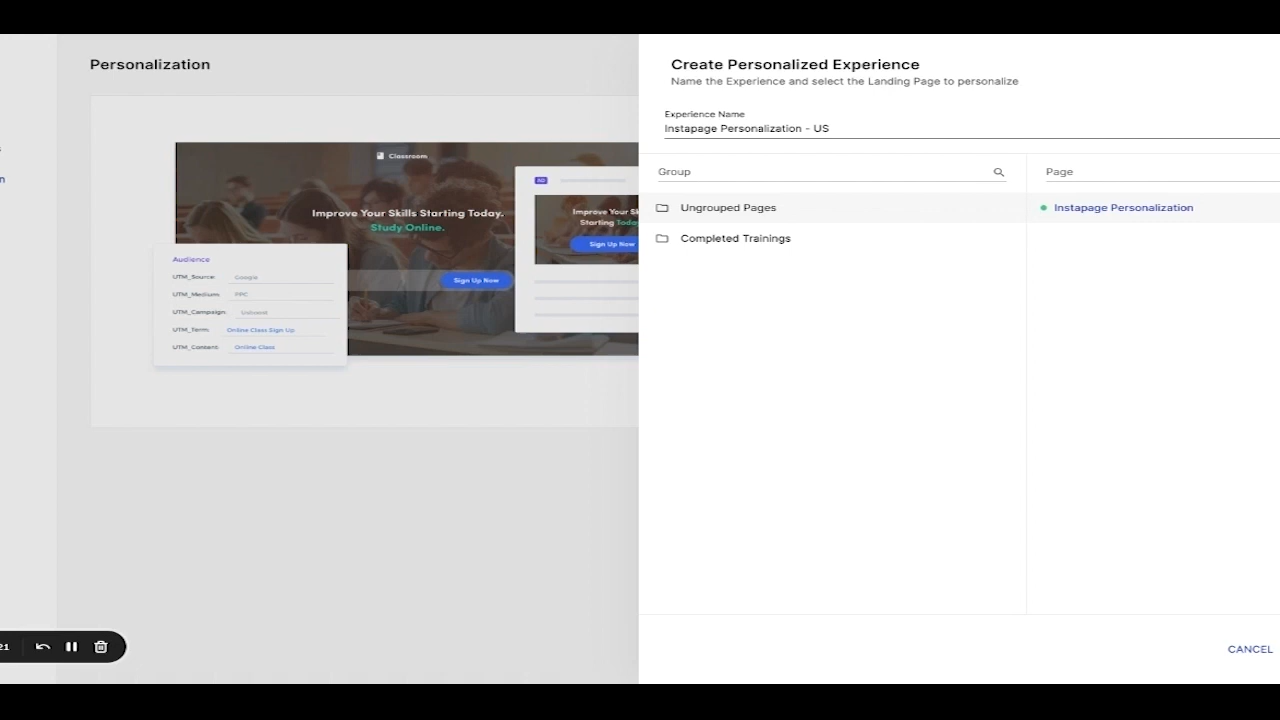 Personalization
Classroom
Improve Your Skills Starting Today.
Study Online.
Sign Up Now
AD
Improve Your
Starting Today
Sign Up Now
Audience
UTM_Source: Google
UTM_Medium: PPC
UTM_Campaign:
UTM_Term: Online Class Sign Up
UTM_Content: Online Class
21
Create Personalized Experience
Name the Experience and select the Landing Page to personalize
Experience Name
Instapage Personalization - US
Group
Page
Ungrouped Pages
Instapage Personalization
Completed Trainings
CANCEL